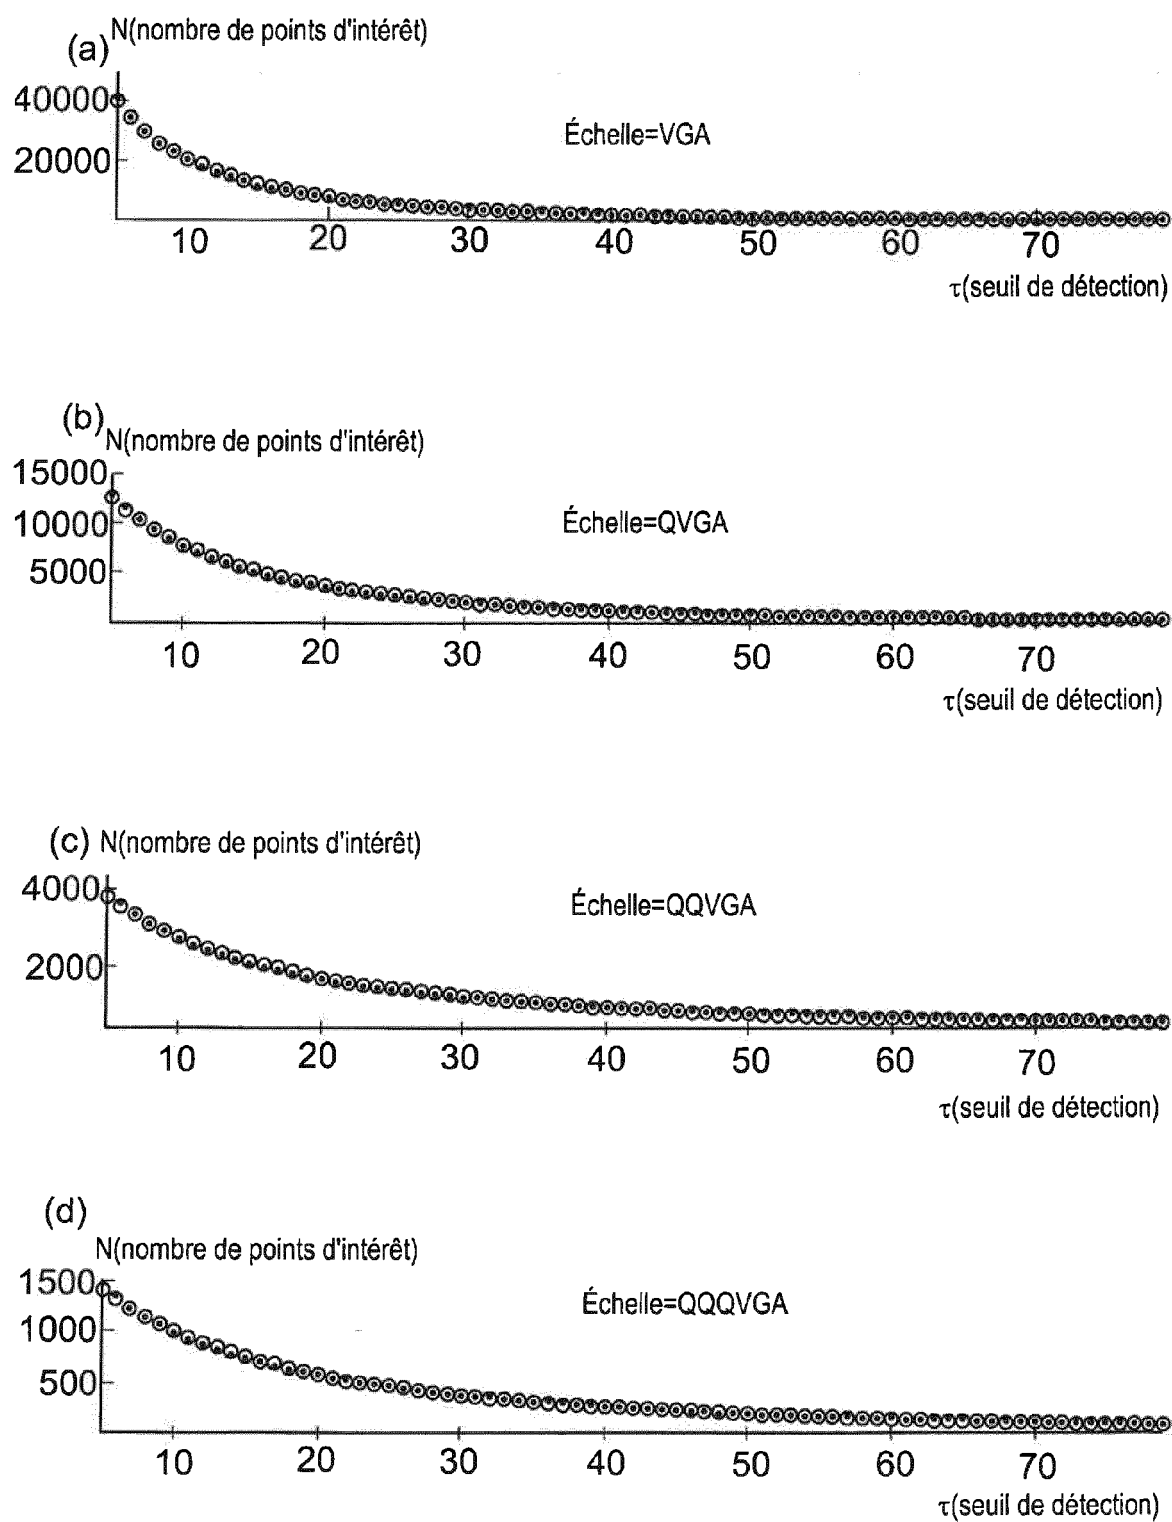 (a) N(nombre de points d'intérêt)
40000
20000
Échelle=VGA
10 20 30 40 50 60 70
τ(seuil de détection)
(b) N(nombre de points d'intérêt)
15000
10000
5000
Échelle=QVGA
10 20 30 40 50 60 70
τ(seuil de détection)
(c) N(nombre de points d'intérêt)
4000
2000
Échelle=QQVGA
10 20 30 40 50 60 70
τ(seuil de détection)
(d)
N(nombre de points d'intérêt)
1500
1000
500
Échelle=QQQVGA
10 20 30 40 50 60 70
τ(seuil de détection)